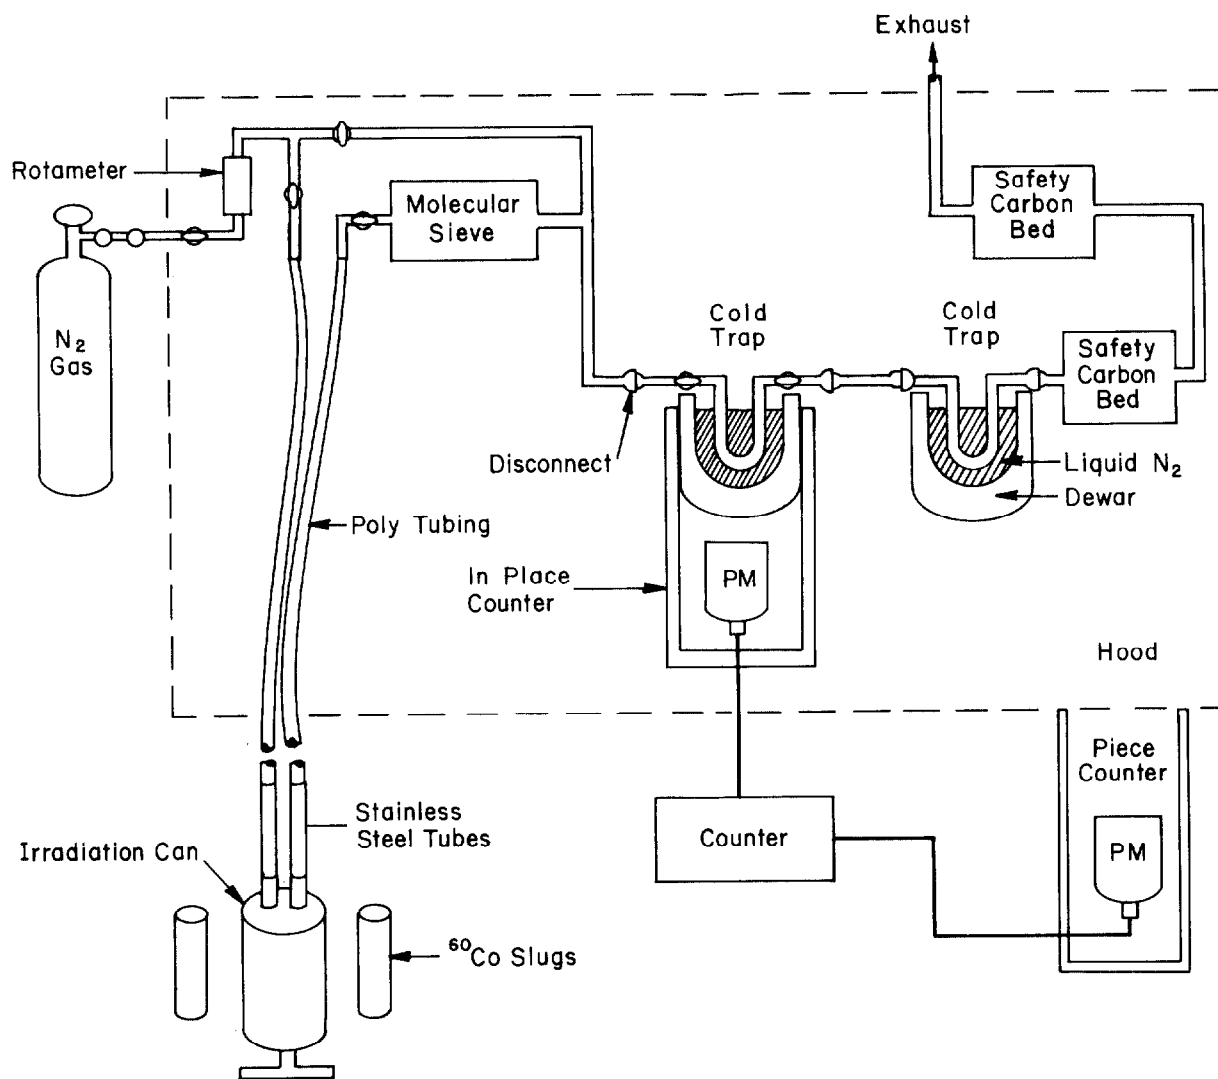 Exhaust
Rotameter
Molecular
Sieve
Safety
Carbon
Bed
N₂
Gas
Cold
Trap
Cold
Trap
Safety
Carbon
Bed
Disconnect
Liquid N₂
Dewar
Poly Tubing
In Place
Counter
PM
Hood
Piece
Counter
Stainless
Steel Tubes
Counter
PM
Irradiation Can
⁶⁰Co Slugs